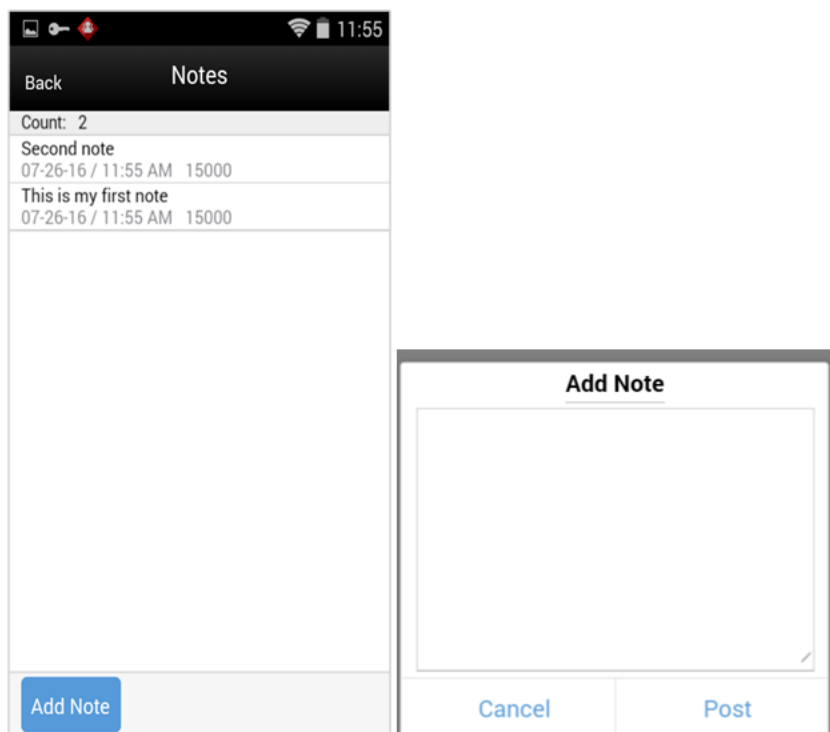 11:55
Back Notes
Count: 2
Second note
07-26-16 / 11:55 AM 15000
This is my first note
07-26-16 / 11:55 AM 15000
Add Note
Add Note
Cancel Post